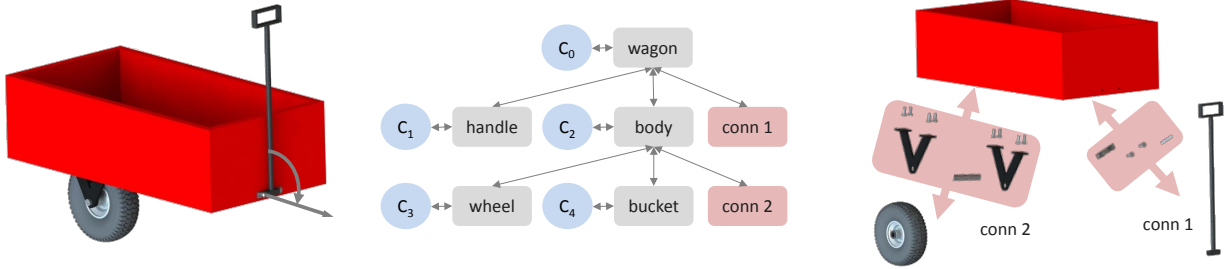 C0 wagon
C1 handle C2 body conn 1
C3 wheel C4 bucket conn 2
conn 2 conn 1